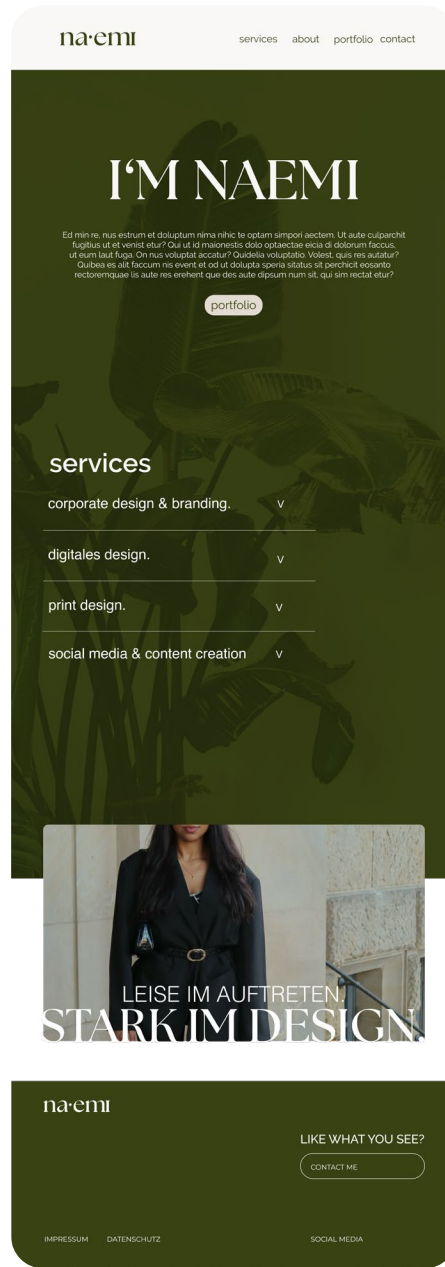 na·emi
services about portfolio contact
I‘M NAEMI
Ed min re, nus estrum et doluptum nima nihic te optam simpori aectem. Ut aute culparchit
fugitius ut et venist etur? Qui ut id maionestis dolo optaectae eicia di dolorum faccus,
ut eum laut fuga. On nus voluptat accatur? Quidelia voluptatio. Volest, quis res autatur?
Quibea es alit faccum nis event et od ut dolupta speria sitatus sit perchicit eosanto
rectoremquae lis aute res erehent que des aute dipsum num sit, qui sim rectat etur?
portfolio
services
corporate design & branding. V
digitales design. V
print design. V
social media & content creation V
LEISE IM AUFTRETEN.
STARK IM DESIGN.
na·emi
LIKE WHAT YOU SEE?
CONTACT ME
IMPRESSUM DATENSCHUTZ SOCIAL MEDIA